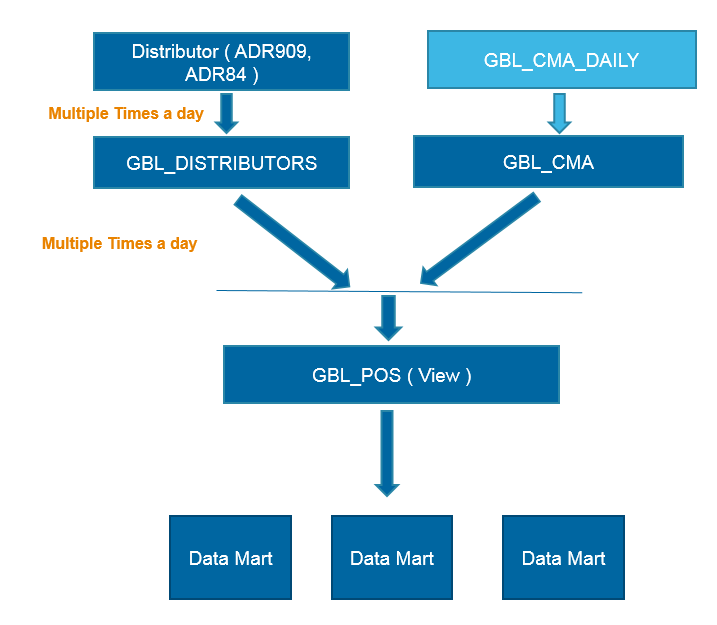 Distributor ( ADR909,
ADR84 )
GBL_CMA_DAILY
Multiple Times a day
GBL_DISTRIBUTORS
GBL_CMA
Multiple Times a day
GBL_POS ( View )
Data Mart
Data Mart
Data Mart